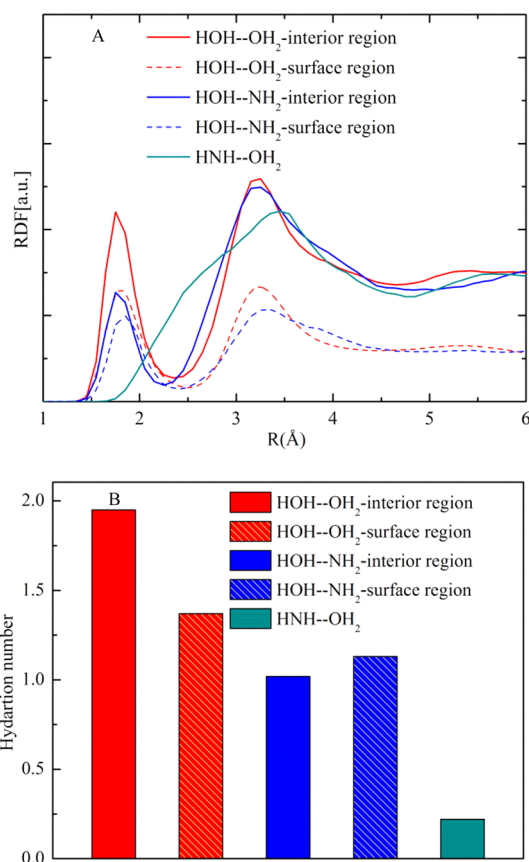 A
HOH--OH2-interior region
HOH--OH2-surface region
HOH--NH2-interior region
HOH--NH2-surface region
HNH--OH2
RDF[a.u.]
1 2 3 4 5 6
R(Å)
B
HOH--OH2-interior region
HOH--OH2-surface region
HOH--NH2-interior region
HOH--NH2-surface region
HNH--OH2
Hydartion number
2.0
1.5
1.0
0.5
0.0